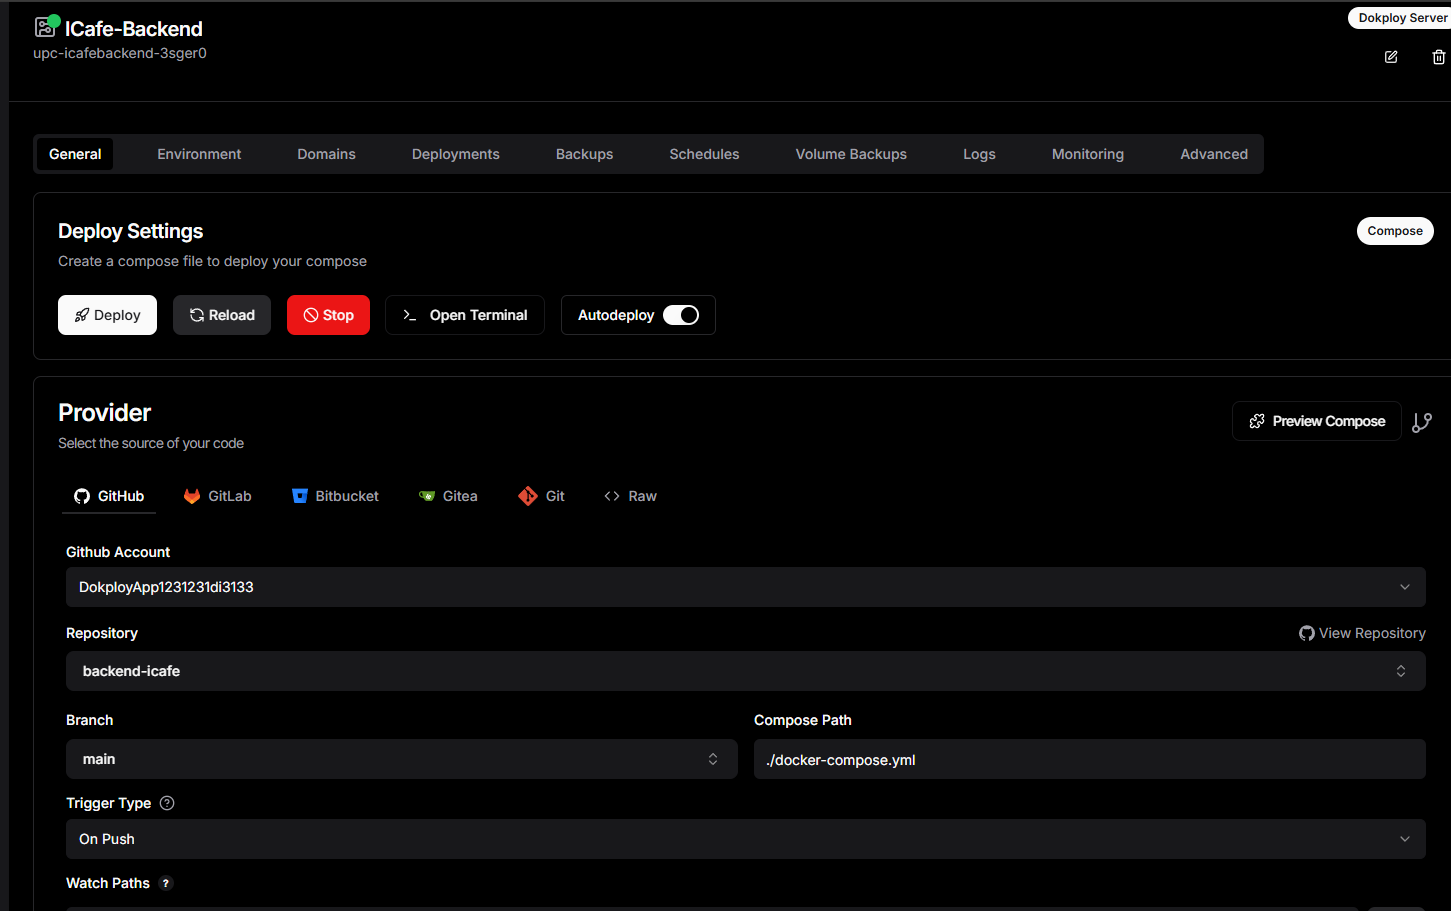 ICafe-Backend
Dokploy Server
upc-icafebackend-3sger0
General Environment Domains Deployments Backups Schedules Volume Backups Logs Monitoring Advanced
Deploy Settings
Compose
Create a compose file to deploy your compose
Deploy Reload Stop Open Terminal Autodeploy
Provider
Preview Compose
Select the source of your code
GitHub GitLab Bitbucket Gitea Git Raw
Github Account
DokployApp1231231di3133
Repository View Repository
backend-icafe
Branch Compose Path
main ./docker-compose.yml
Trigger Type ?
On Push
Watch Paths ?